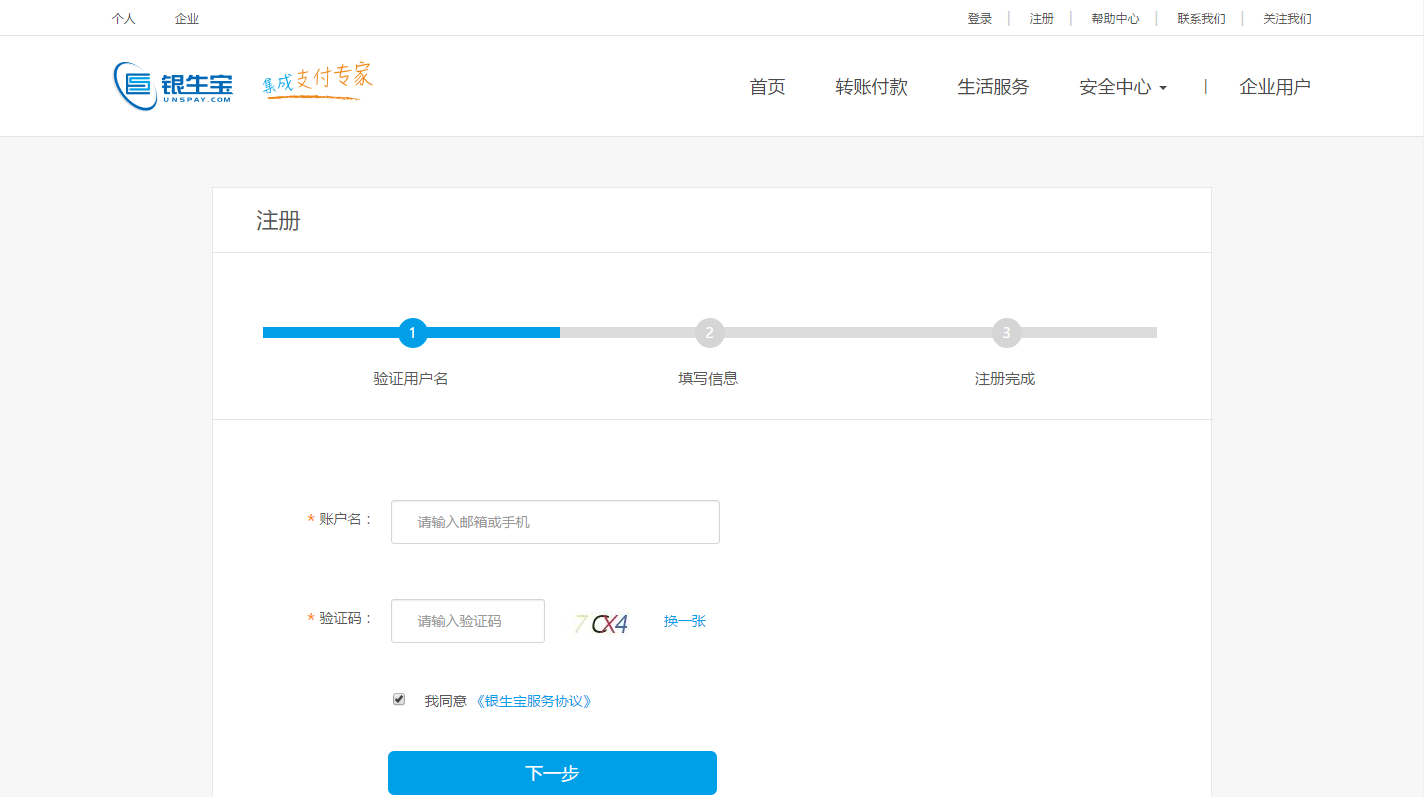 个人 企业 登录 | 注册 | 帮助中心 | 联系我们 | 关注我们
银生宝 UNSPAY.COM 集成支付专家 首页 转账付款 生活服务 安全中心 | 企业用户
注册
1 2 3
验证用户名 填写信息 注册完成
* 账户名： 请输入邮箱或手机
* 验证码： 请输入验证码 7CX4 换一张
我同意 《银生宝服务协议》
下一步